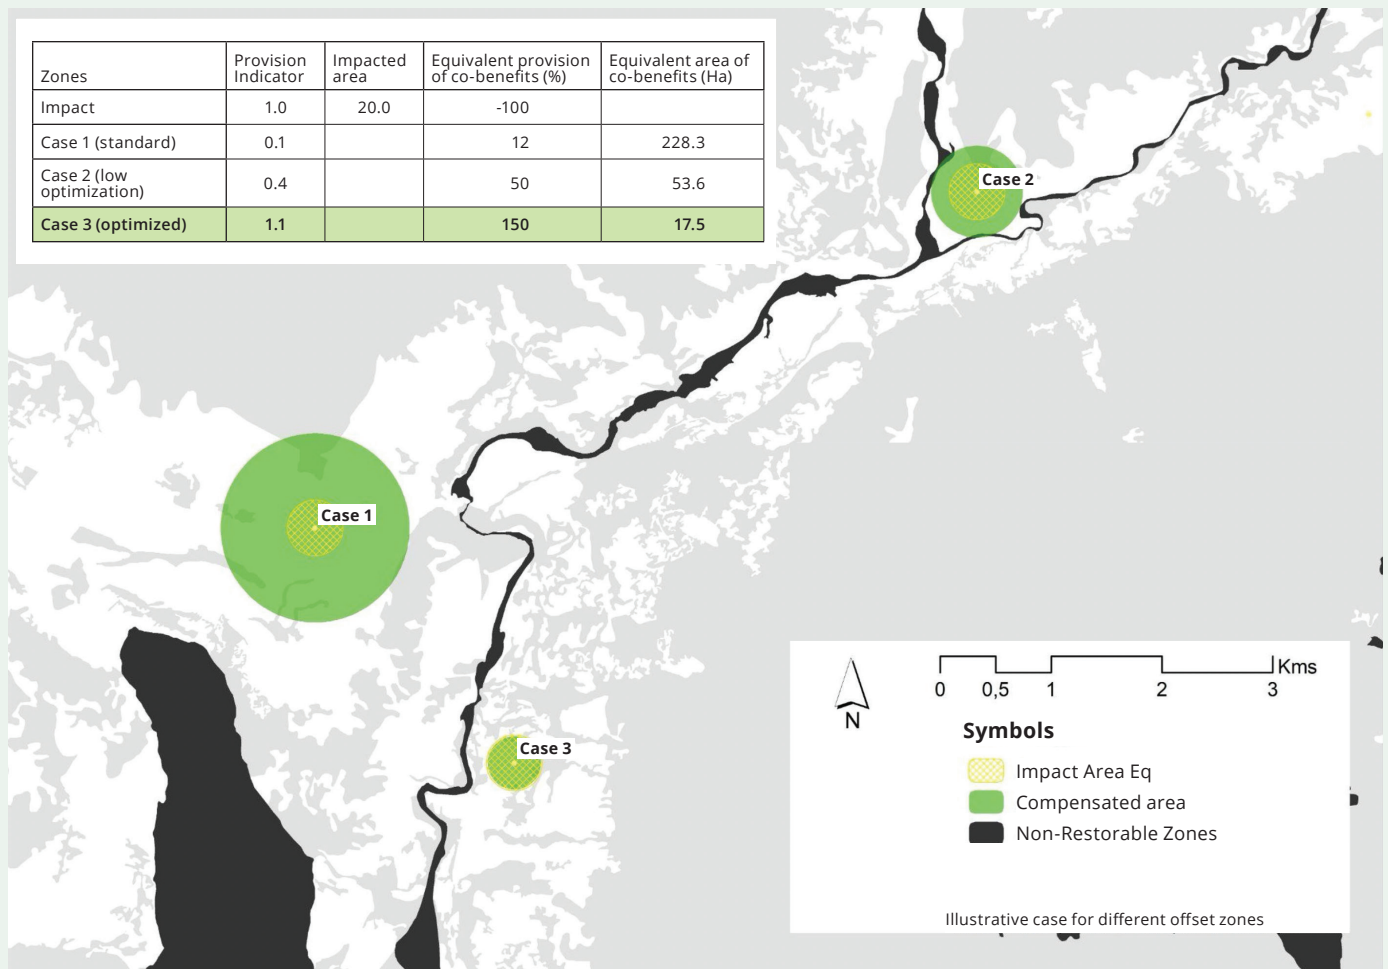 Zones
Provision Indicator
Impacted area
Equivalent provision of co-benefits (%)
Equivalent area of co-benefits (Ha)
Impact 1.0 20.0 -100
Case 1 (standard) 0.1 12 228.3
Case 2 (low optimization) 0.4 50 53.6
Case 3 (optimized) 1.1 150 17.5
Case 2
Case 1
Case 3
N
0 0,5 1 2 3 Kms
Symbols
Impact Area Eq
Compensated area
Non-Restorable Zones
Illustrative case for different offset zones